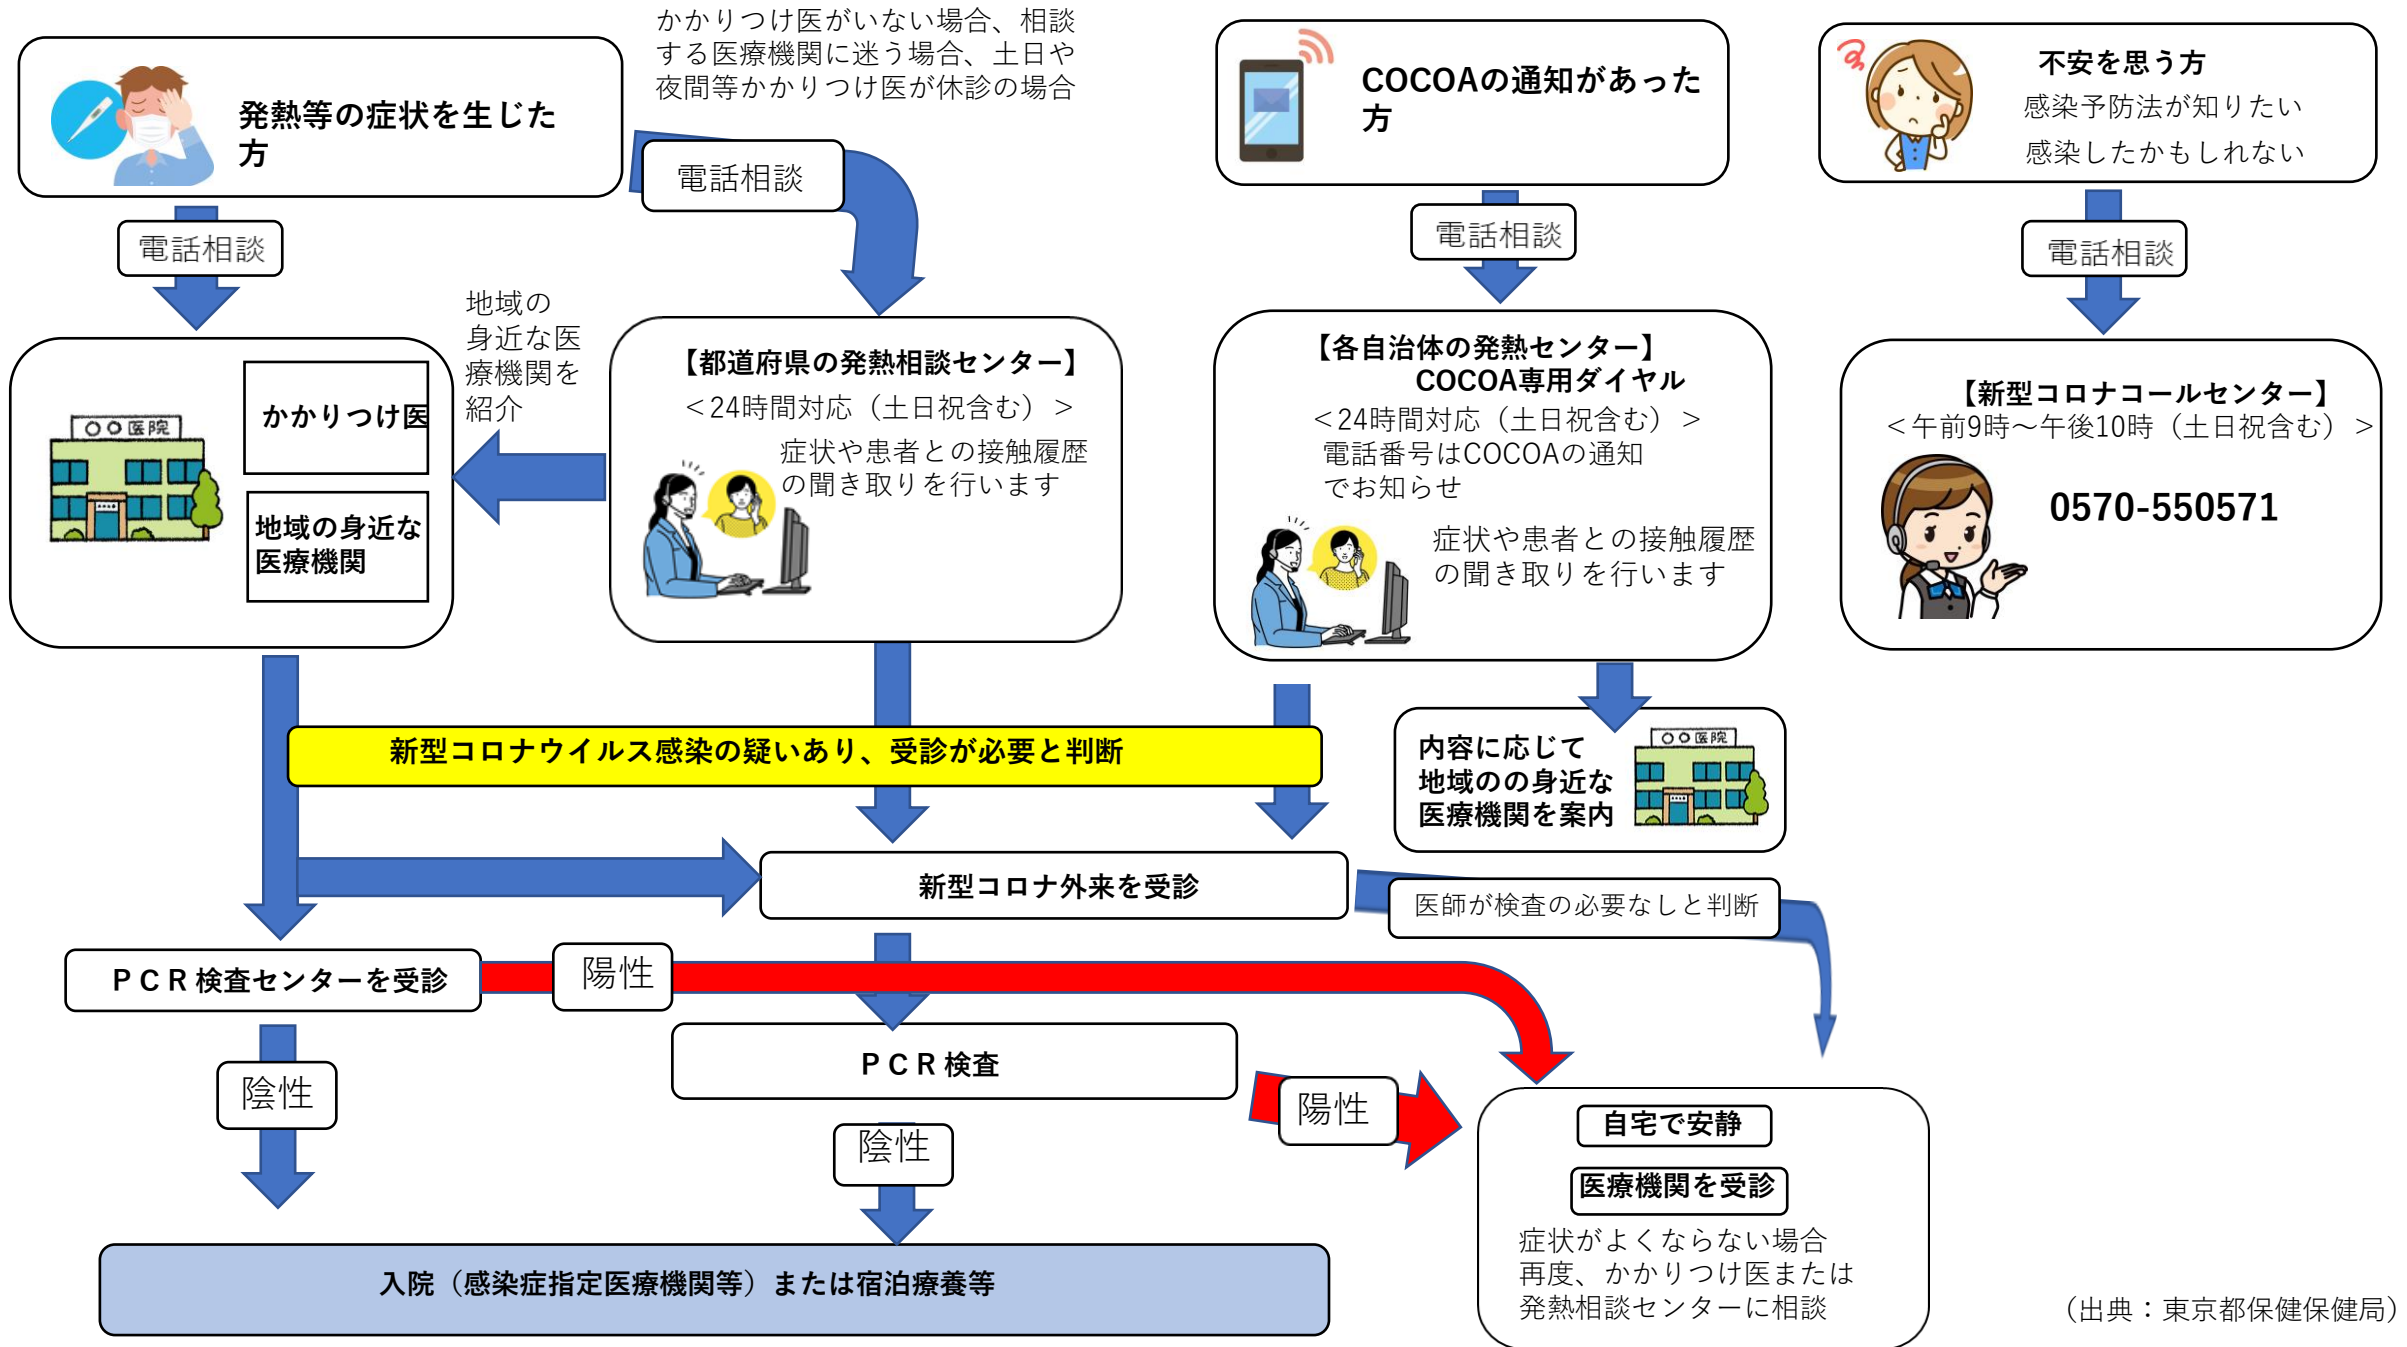 かかりつけ医がいない場合、相談
する医療機関に迷う場合、土日や
夜間等かかりつけ医が休診の場合
発熱等の症状を生じた
方
電話相談
電話相談
COCOAの通知があった
方
電話相談
不安を思う方
感染予防法が知りたい
感染したかもしれない
電話相談
〇〇医院
かかりつけ医
地域の身近な
医療機関
地域の
身近な医
療機関を
紹介
【都道府県の発熱相談センター】
＜24時間対応（土日祝含む）＞
症状や患者との接触履歴
の聞き取りを行います
【各自治体の発熱センター】
COCOA専用ダイヤル
＜24時間対応（土日祝含む）＞
電話番号はCOCOAの通知
でお知らせ
症状や患者との接触履歴
の聞き取りを行います
【新型コロナコールセンター】
＜午前9時～午後10時（土日祝含む）＞
0570-550571
新型コロナウイルス感染の疑いあり、受診が必要と判断
内容に応じて
地域のの身近な
医療機関を案内
〇〇医院
新型コロナ外来を受診
医師が検査の必要なしと判断
ＰＣＲ検査センターを受診
陽性
ＰＣＲ検査
陽性
陰性
陰性
自宅で安静
医療機関を受診
症状がよくならない場合
再度、かかりつけ医または
発熱相談センターに相談
入院（感染症指定医療機関等）または宿泊療養等
（出典：東京都保健保健局）